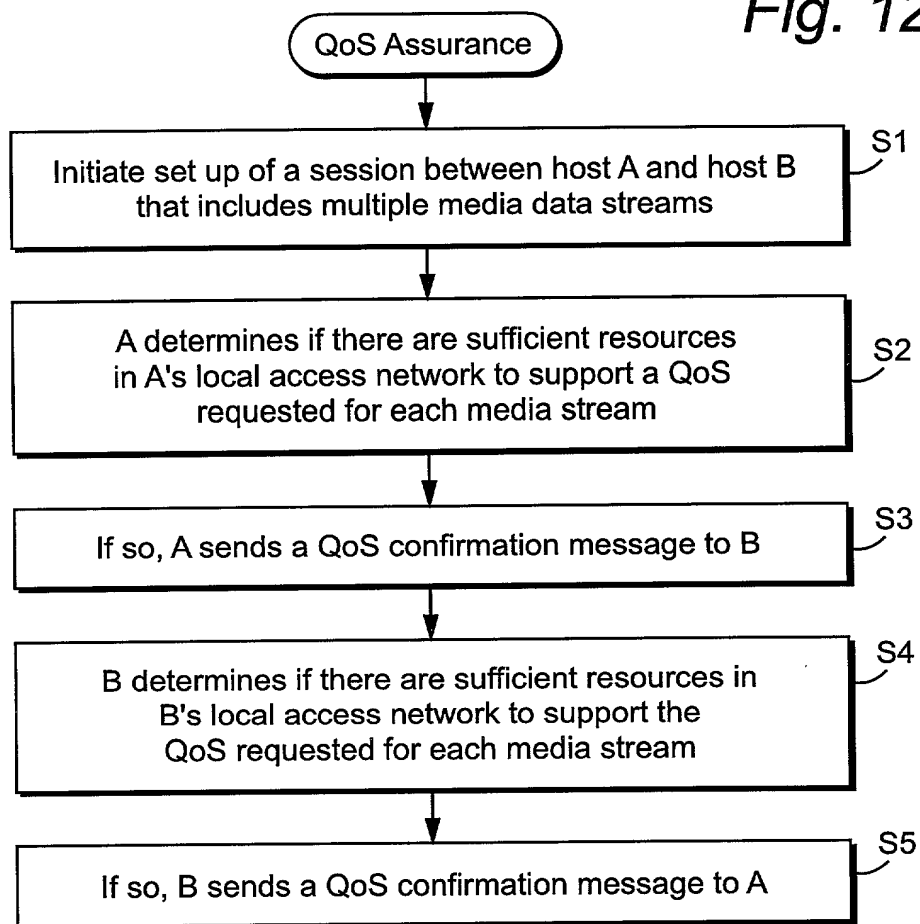 Fig. 12
QoS Assurance
S1
Initiate set up of a session between host A and host B
that includes multiple media data streams
S2
A determines if there are sufficient resources
in A's local access network to support a QoS
requested for each media stream
S3
If so, A sends a QoS confirmation message to B
S4
B determines if there are sufficient resources in
B's local access network to support the
QoS requested for each media stream
S5
If so, B sends a QoS confirmation message to A